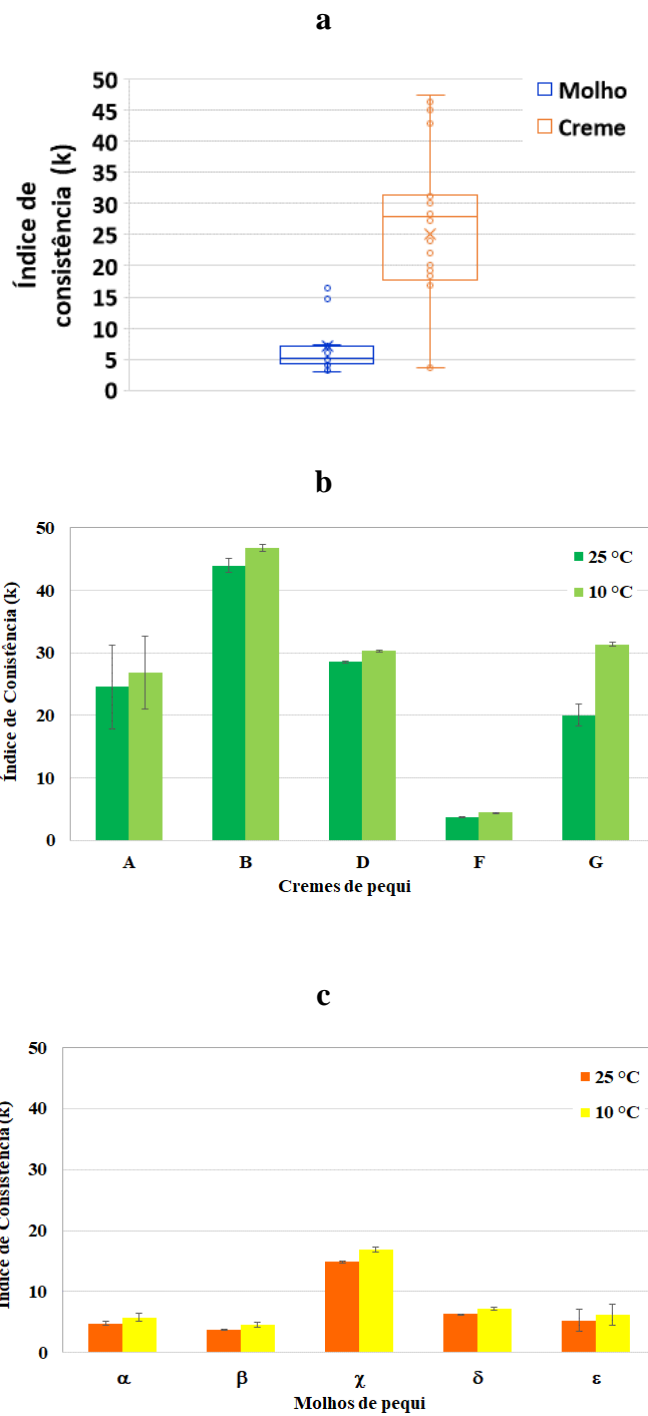 a
50
45
40
35
30
25
20
15
10
5
0
Índice de
consistência (k)
Molho
Creme
b
50
40
30
20
10
0
Índice de Conistência (k)
25 °C
10 °C
A B D F G
Cremes de pequi
c
50
40
30
20
10
0
Índice de Consistência (k)
25 °C
10 °C
α β χ δ ε
Molhos de pequi